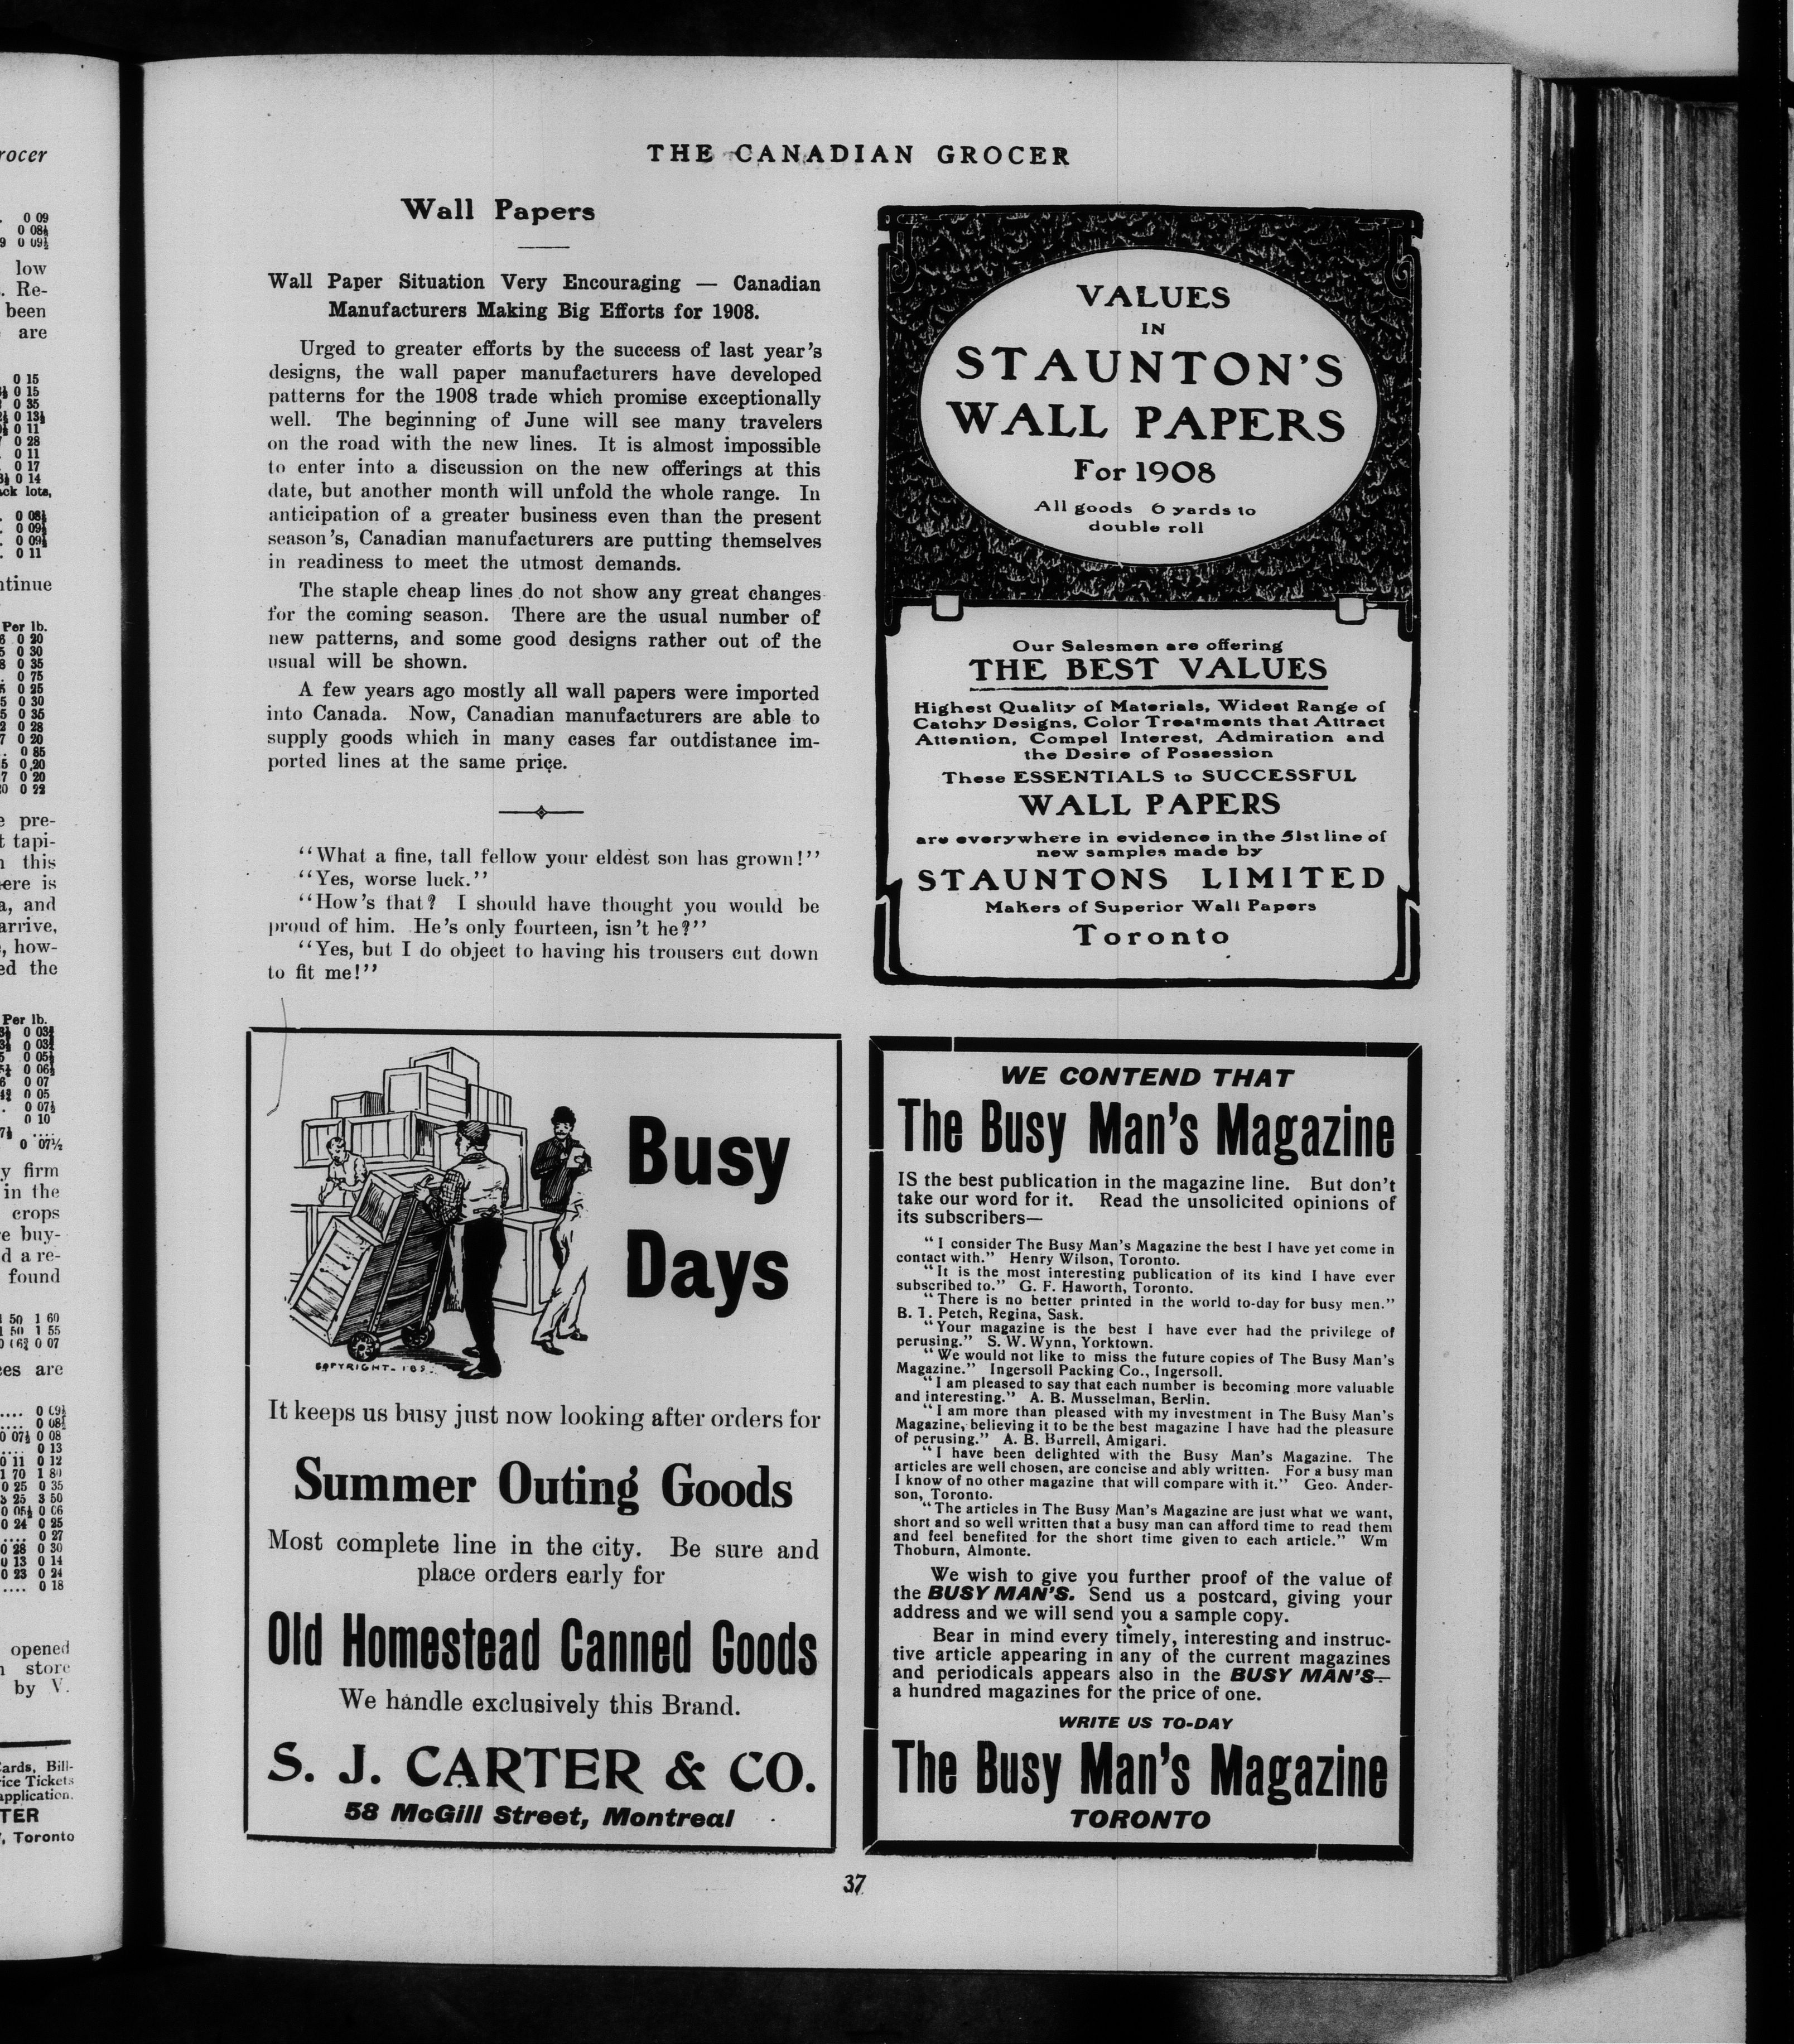 THE CANADIAN GROCER
Wall Papers
Wall Paper Situation Very Encouraging — Canadian
Manufacturers Making Big Efforts for 1908.
Urged to greater efforts by the success of last year's
designs, the wall paper manufacturers have developed
patterns for the 1908 trade which promise exceptionally
well. The beginning of June will see many travelers
on the road with the new lines. It is almost impossible
to enter into a discussion on the new offerings at this
date, but another month will unfold the whole range. In
anticipation of a greater business even than the present
season's, Canadian manufacturers are putting themselves
in readiness to meet the utmost demands.
The staple cheap lines do not show any great changes
for the coming season. There are the usual number of
new patterns, and some good designs rather out of the
usual will be shown.
A few years ago mostly all wall papers were imported
into Canada. Now, Canadian manufacturers are able to
supply goods which in many cases far outdistance im-
ported lines at the same price.
"What a fine, tall fellow your eldest son has grown!"
"Yes, worse luck."
"How's that? I should have thought you would be
proud of him. He's only fourteen, isn't he?"
"Yes, but I do object to having his trousers cut down
to fit me!"
VALUES
IN
STAUNTON'S
WALL PAPERS
For 1908
All goods 6 yards to
double roll
Our Salesmen are offering
THE BEST VALUES
Highest Quality of Materials, Widest Range of
Catchy Designs, Color Treatments that Attract
Attention, Compel Interest, Admiration and
the Desire of Possession
These ESSENTIALS to SUCCESSFUL
WALL PAPERS
are everywhere in evidence in the 51st line of
new samples made by
STAUNTONS LIMITED
Makers of Superior Wall Papers
Toronto
Busy
Days
COPYRIGHT
It keeps us busy just now looking after orders for
Summer Outing Goods
Most complete line in the city. Be sure and
place orders early for
Old Homestead Canned Goods
We handle exclusively this Brand.
S. J. CARTER & CO.
58 McGill Street, Montreal
WE CONTEND THAT
The Busy Man's Magazine
IS the best publication in the magazine line. But don't
take our word for it. Read the unsolicited opinions of
its subscribers—
"I consider The Busy Man's Magazine the best I have yet come in
contact with." Henry Wilson, Toronto.
"It is the most interesting publication of its kind I have ever
subscribed to." G. F. Haworth, Toronto.
"There is no better printed in the world to-day for busy men."
B. I. Petch, Regina, Sask.
"Your magazine is the best I have ever had the privilege of
perusing." S. W. Wynn, Yorktown.
"We would not like to miss the future copies of The Busy Man's
Magazine." Ingersoll Packing Co., Ingersoll.
"I am pleased to say that each number is becoming more valuable
and interesting." A. B. Musselman, Berlin.
"I am more than pleased with my investment in The Busy Man's
Magazine, believing it to be the best magazine I have had the pleasure
of perusing." A. B. Burrell, Amigari.
"I have been delighted with the Busy Man's Magazine. The
articles are well chosen, are concise and ably written. For a busy man
I know of no other magazine that will compare with it." Geo. Ander-
son, Toronto.
"The articles in The Busy Man's Magazine are just what we want,
short and so well written that a busy man can afford time to read them
and feel benefited for the short time given to each article." Wm
Thoburn, Almonte.
We wish to give you further proof of the value of
the BUSY MAN'S. Send us a postcard, giving your
address and we will send you a sample copy.
Bear in mind every timely, interesting and instruc-
tive article appearing in any of the current magazines
and periodicals appears also in the BUSY MAN'S—
a hundred magazines for the price of one.
WRITE US TO-DAY
The Busy Man's Magazine
TORONTO
37